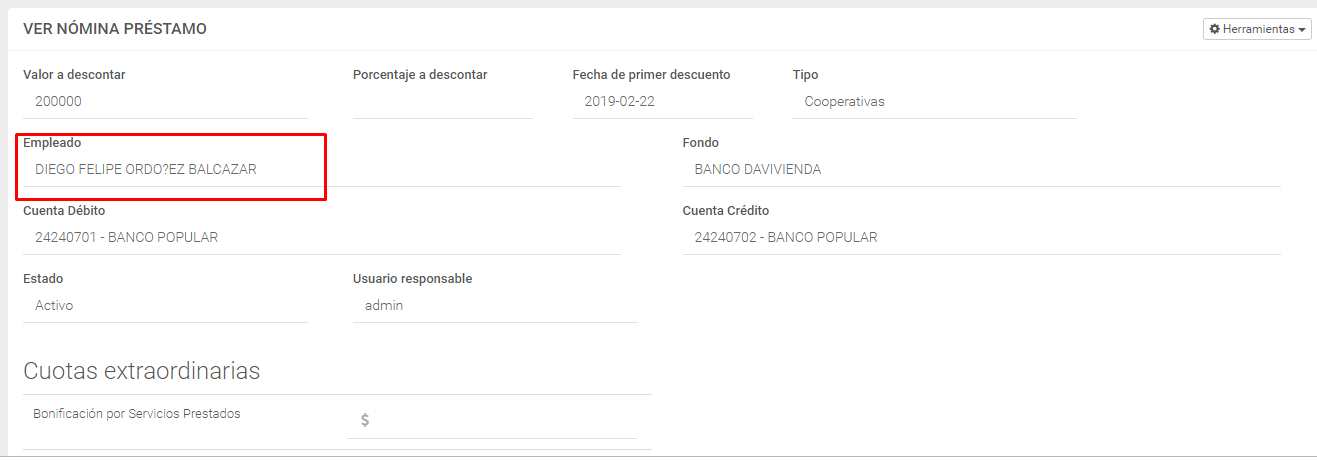 VER NÓMINA PRÉSTAMO
Herramientas
Valor a descontar Porcentaje a descontar Fecha de primer descuento Tipo
200000 2019-02-22 Cooperativas
Empleado Fondo
DIEGO FELIPE ORDO?EZ BALCAZAR BANCO DAVIVIENDA
Cuenta Débito Cuenta Crédito
24240701 - BANCO POPULAR 24240702 - BANCO POPULAR
Estado Usuario responsable
Activo admin
Cuotas extraordinarias
Bonificación por Servicios Prestados $